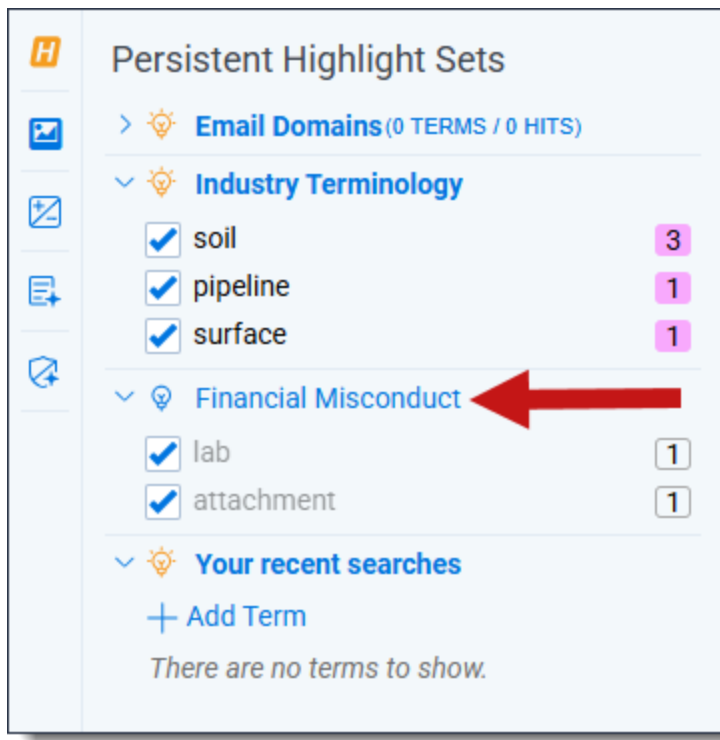 H
Persistent Highlight Sets
Email Domains (0 TERMS / 0 HITS)
Industry Terminology
soil 3
pipeline 1
surface 1
Financial Misconduct
lab 1
attachment 1
Your recent searches
+ Add Term
There are no terms to show.